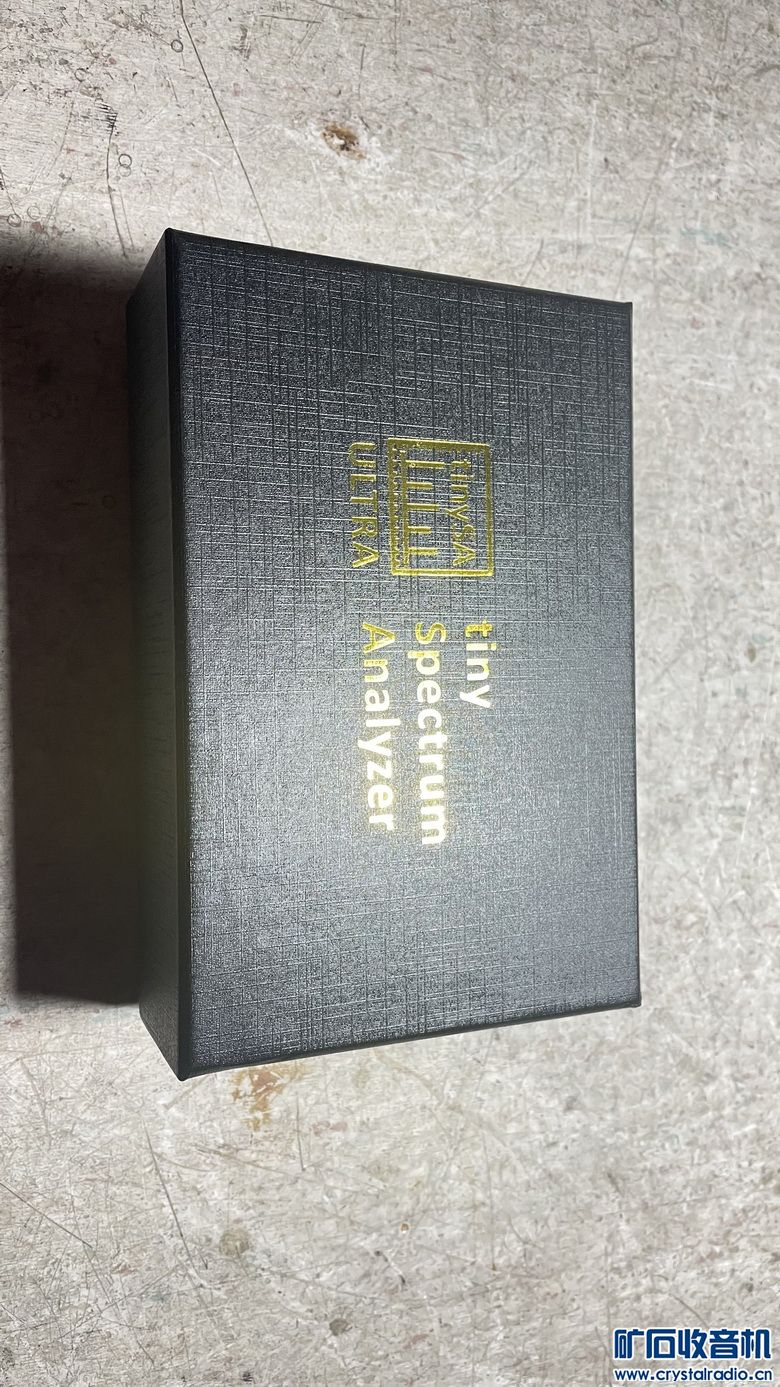 tinySA
ULTRA
tiny
Spectrum
Analyzer
矿石收音机
www.crystalradio.cn